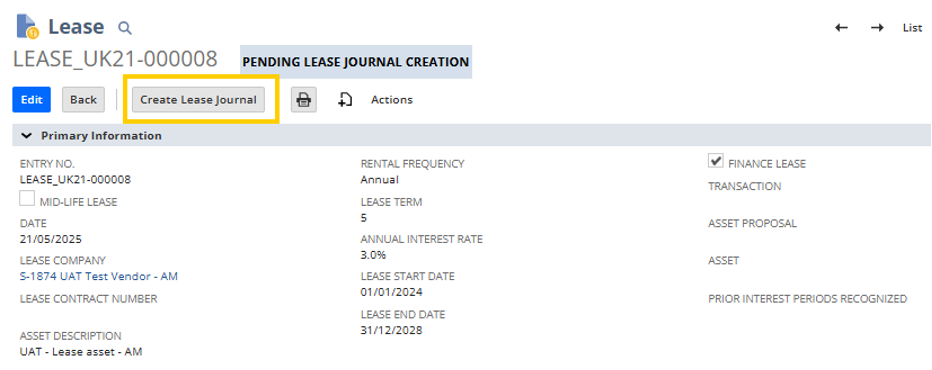 Lease
List
LEASE_UK21-000008 PENDING LEASE JOURNAL CREATION
Edit Back Create Lease Journal Actions
Primary Information
ENTRY NO.
LEASE_UK21-000008
MID-LIFE LEASE
DATE
21/05/2025
LEASE COMPANY
S-1874 UAT Test Vendor - AM
LEASE CONTRACT NUMBER
ASSET DESCRIPTION
UAT - Lease asset - AM
RENTAL FREQUENCY
Annual
LEASE TERM
5
ANNUAL INTEREST RATE
3.0%
LEASE START DATE
01/01/2024
LEASE END DATE
31/12/2028
FINANCE LEASE
TRANSACTION
ASSET PROPOSAL
ASSET
PRIOR INTEREST PERIODS RECOGNIZED